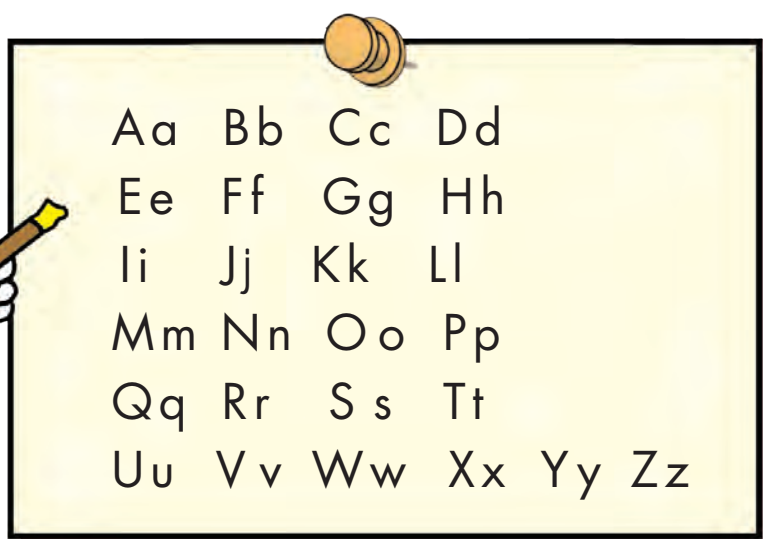 Aa Bb Cc Dd
Ee Ff Gg Hh
Ii Jj Kk Ll
Mm Nn Oo Pp
Qq Rr Ss Tt
Uu Vv Ww Xx Yy Zz